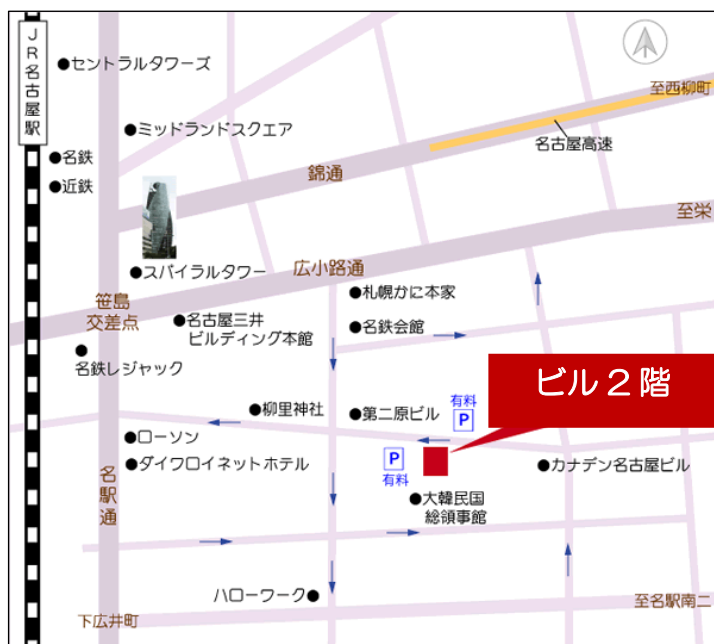 JR名古屋駅
セントラルタワーズ
至西柳町
ミッドランドスクエア
名古屋高速
名鉄
錦通
近鉄
至栄
スパイラルタワー
広小路通
札幌かに本家
笹島
交差点
名古屋三井
ビルディング本館
名鉄会館
名鉄レジャック
ビル2階
有料
P
柳里神社
第二原ビル
ローソン
ダイワロイネットホテル
P
有料
カナデン名古屋ビル
名駅通
大韓民国
総領事館
ハローワーク
至名駅南二
下広井町